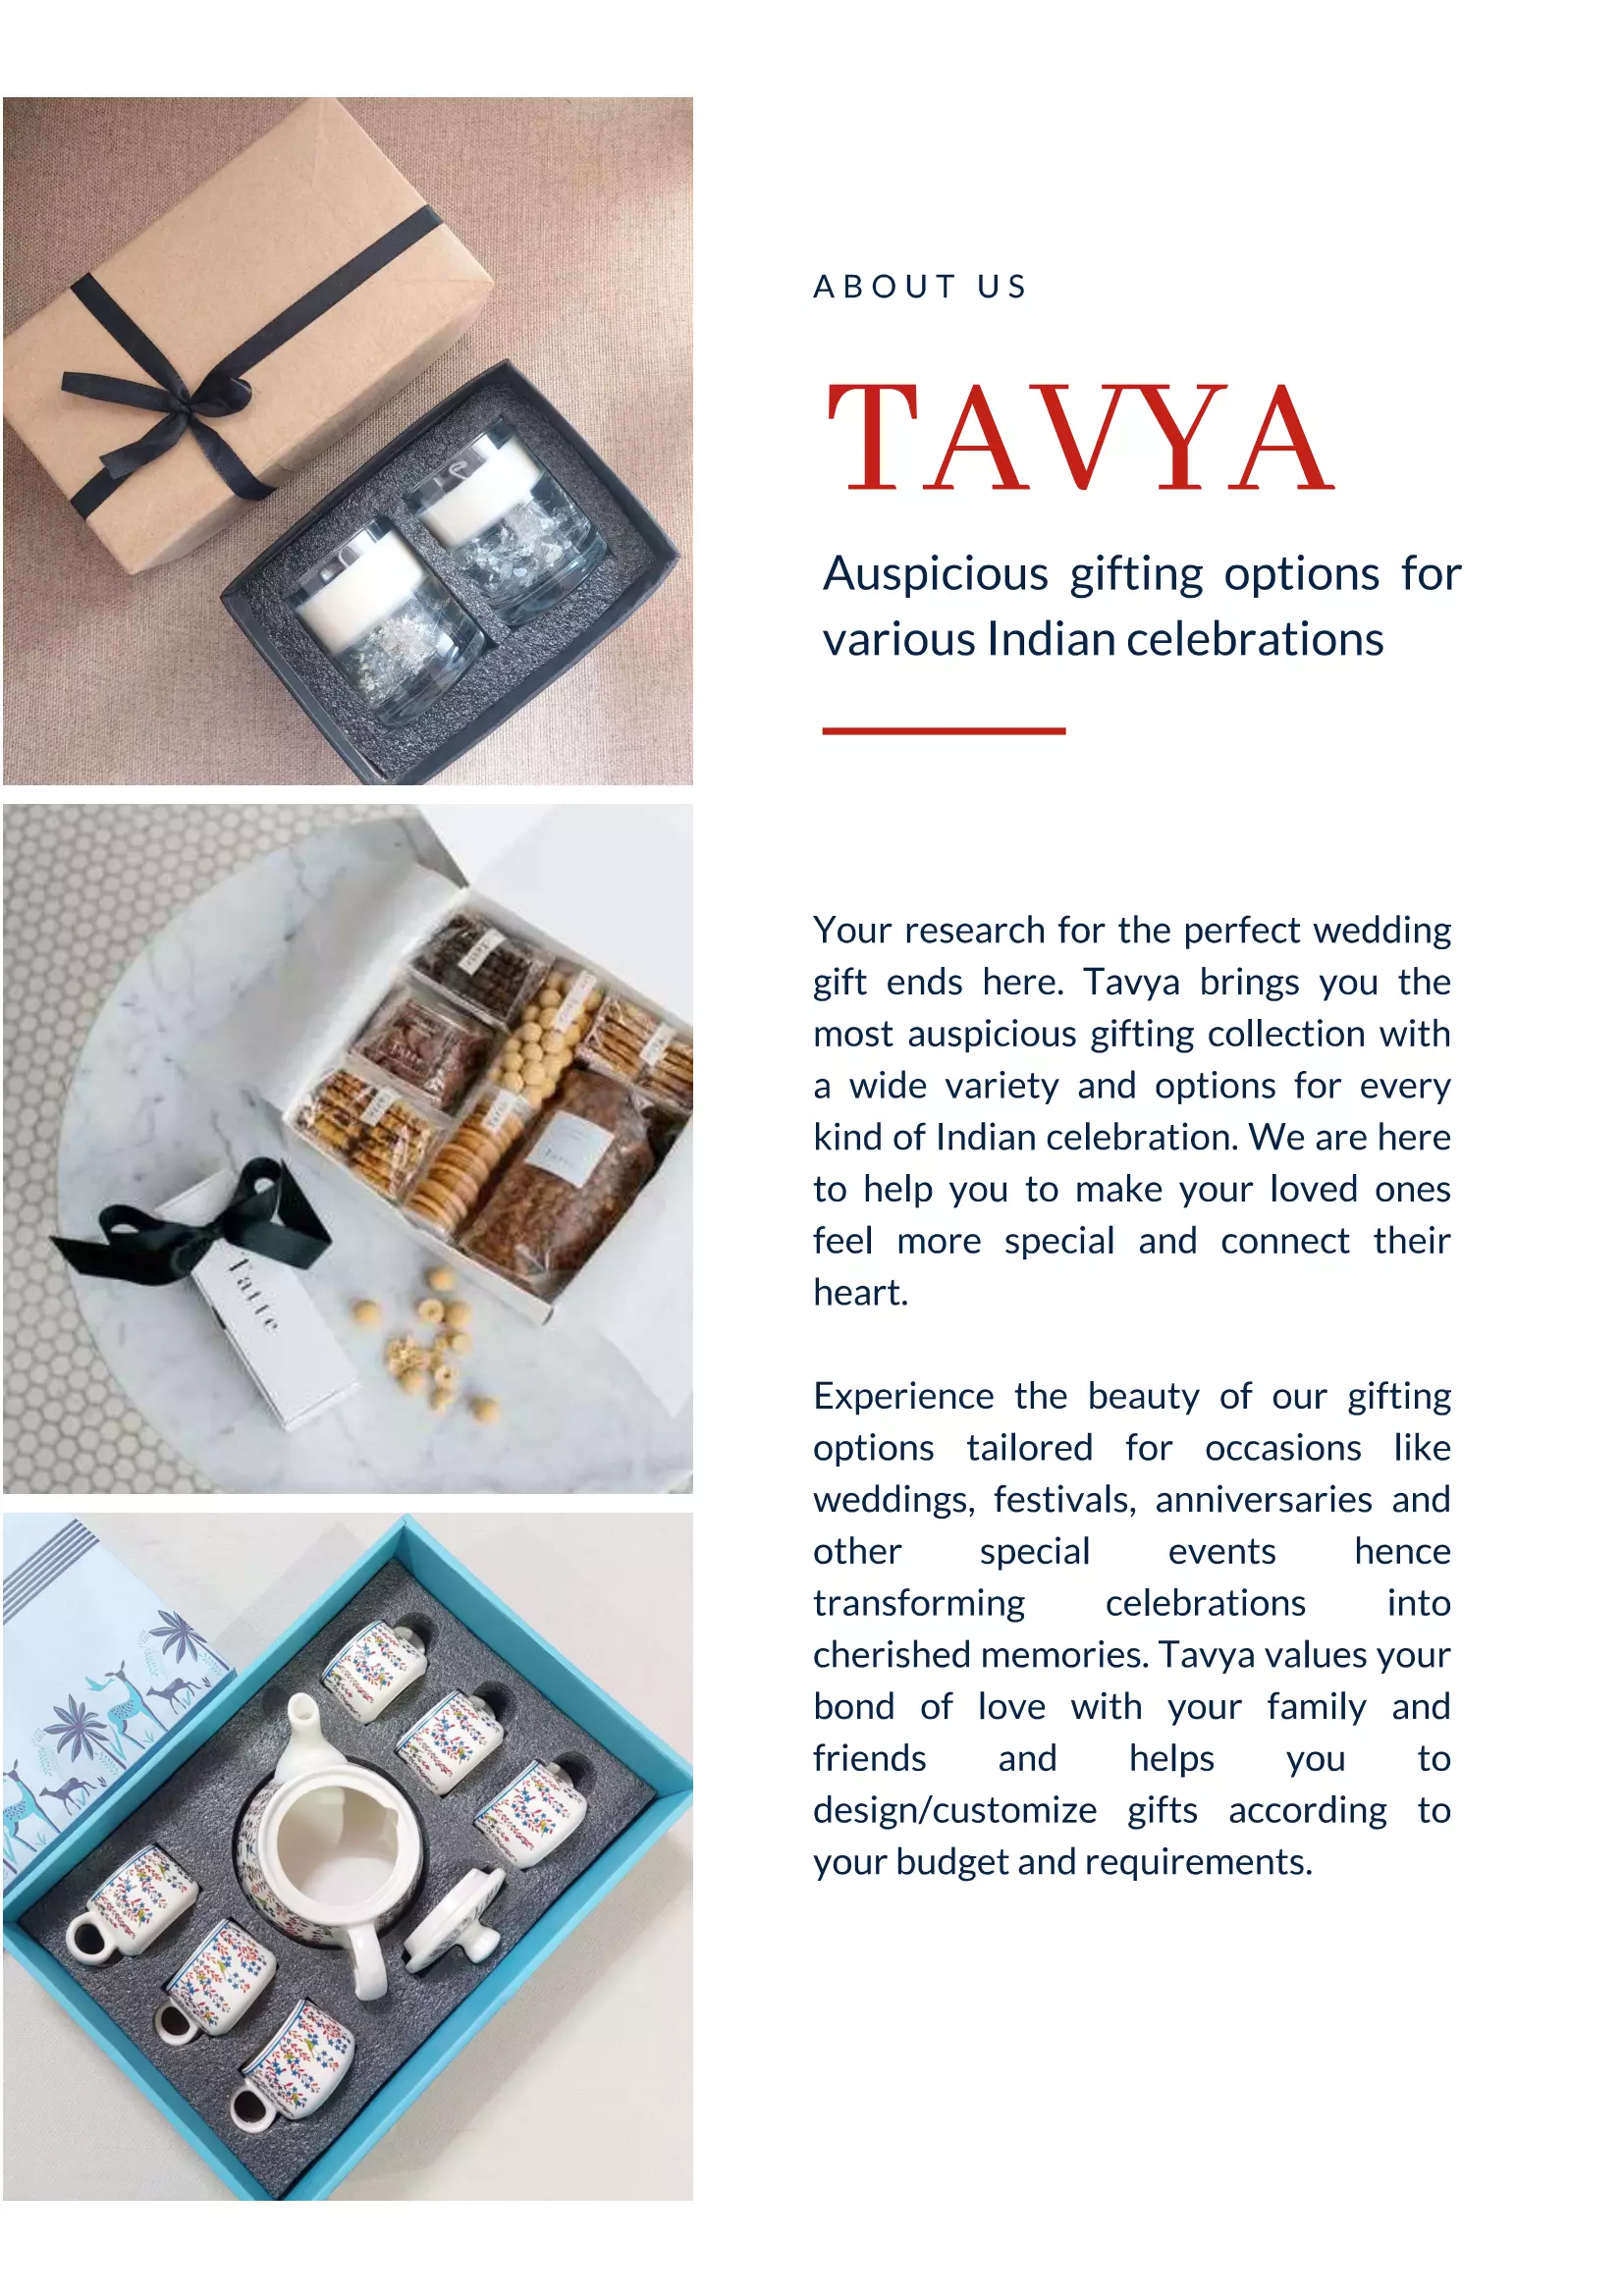 ABOUT US
TAVYA
Auspicious gifting options for
various Indian celebrations
Your research for the perfect wedding
gift ends here. Tavya brings you the
most auspicious gifting collection with
a wide variety and options for every
kind of Indian celebration. We are here
to help you to make your loved ones
feel more special and connect their
heart.
Experience the beauty of our gifting
options tailored for occasions like
weddings, festivals, anniversaries and
other special events hence
transforming celebrations into
cherished memories. Tavya values your
bond of love with your family and
friends and helps you to
design/customize gifts according to
your budget and requirements.
Tatte